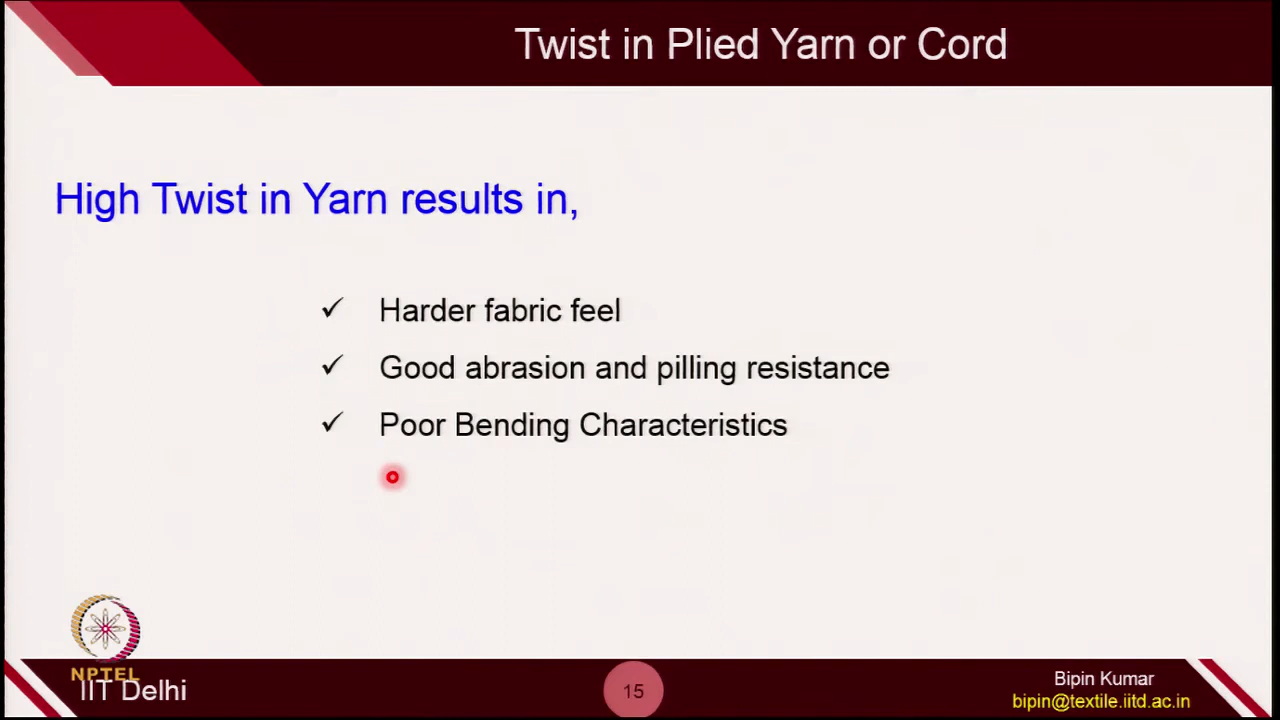 Twist in Plied Yarn or Cord
High Twist in Yarn results in,
✓ Harder fabric feel
✓ Good abrasion and pilling resistance
✓ Poor Bending Characteristics
NPTEL
IIT Delhi
15
Bipin Kumar
bipin@textile.iitd.ac.in